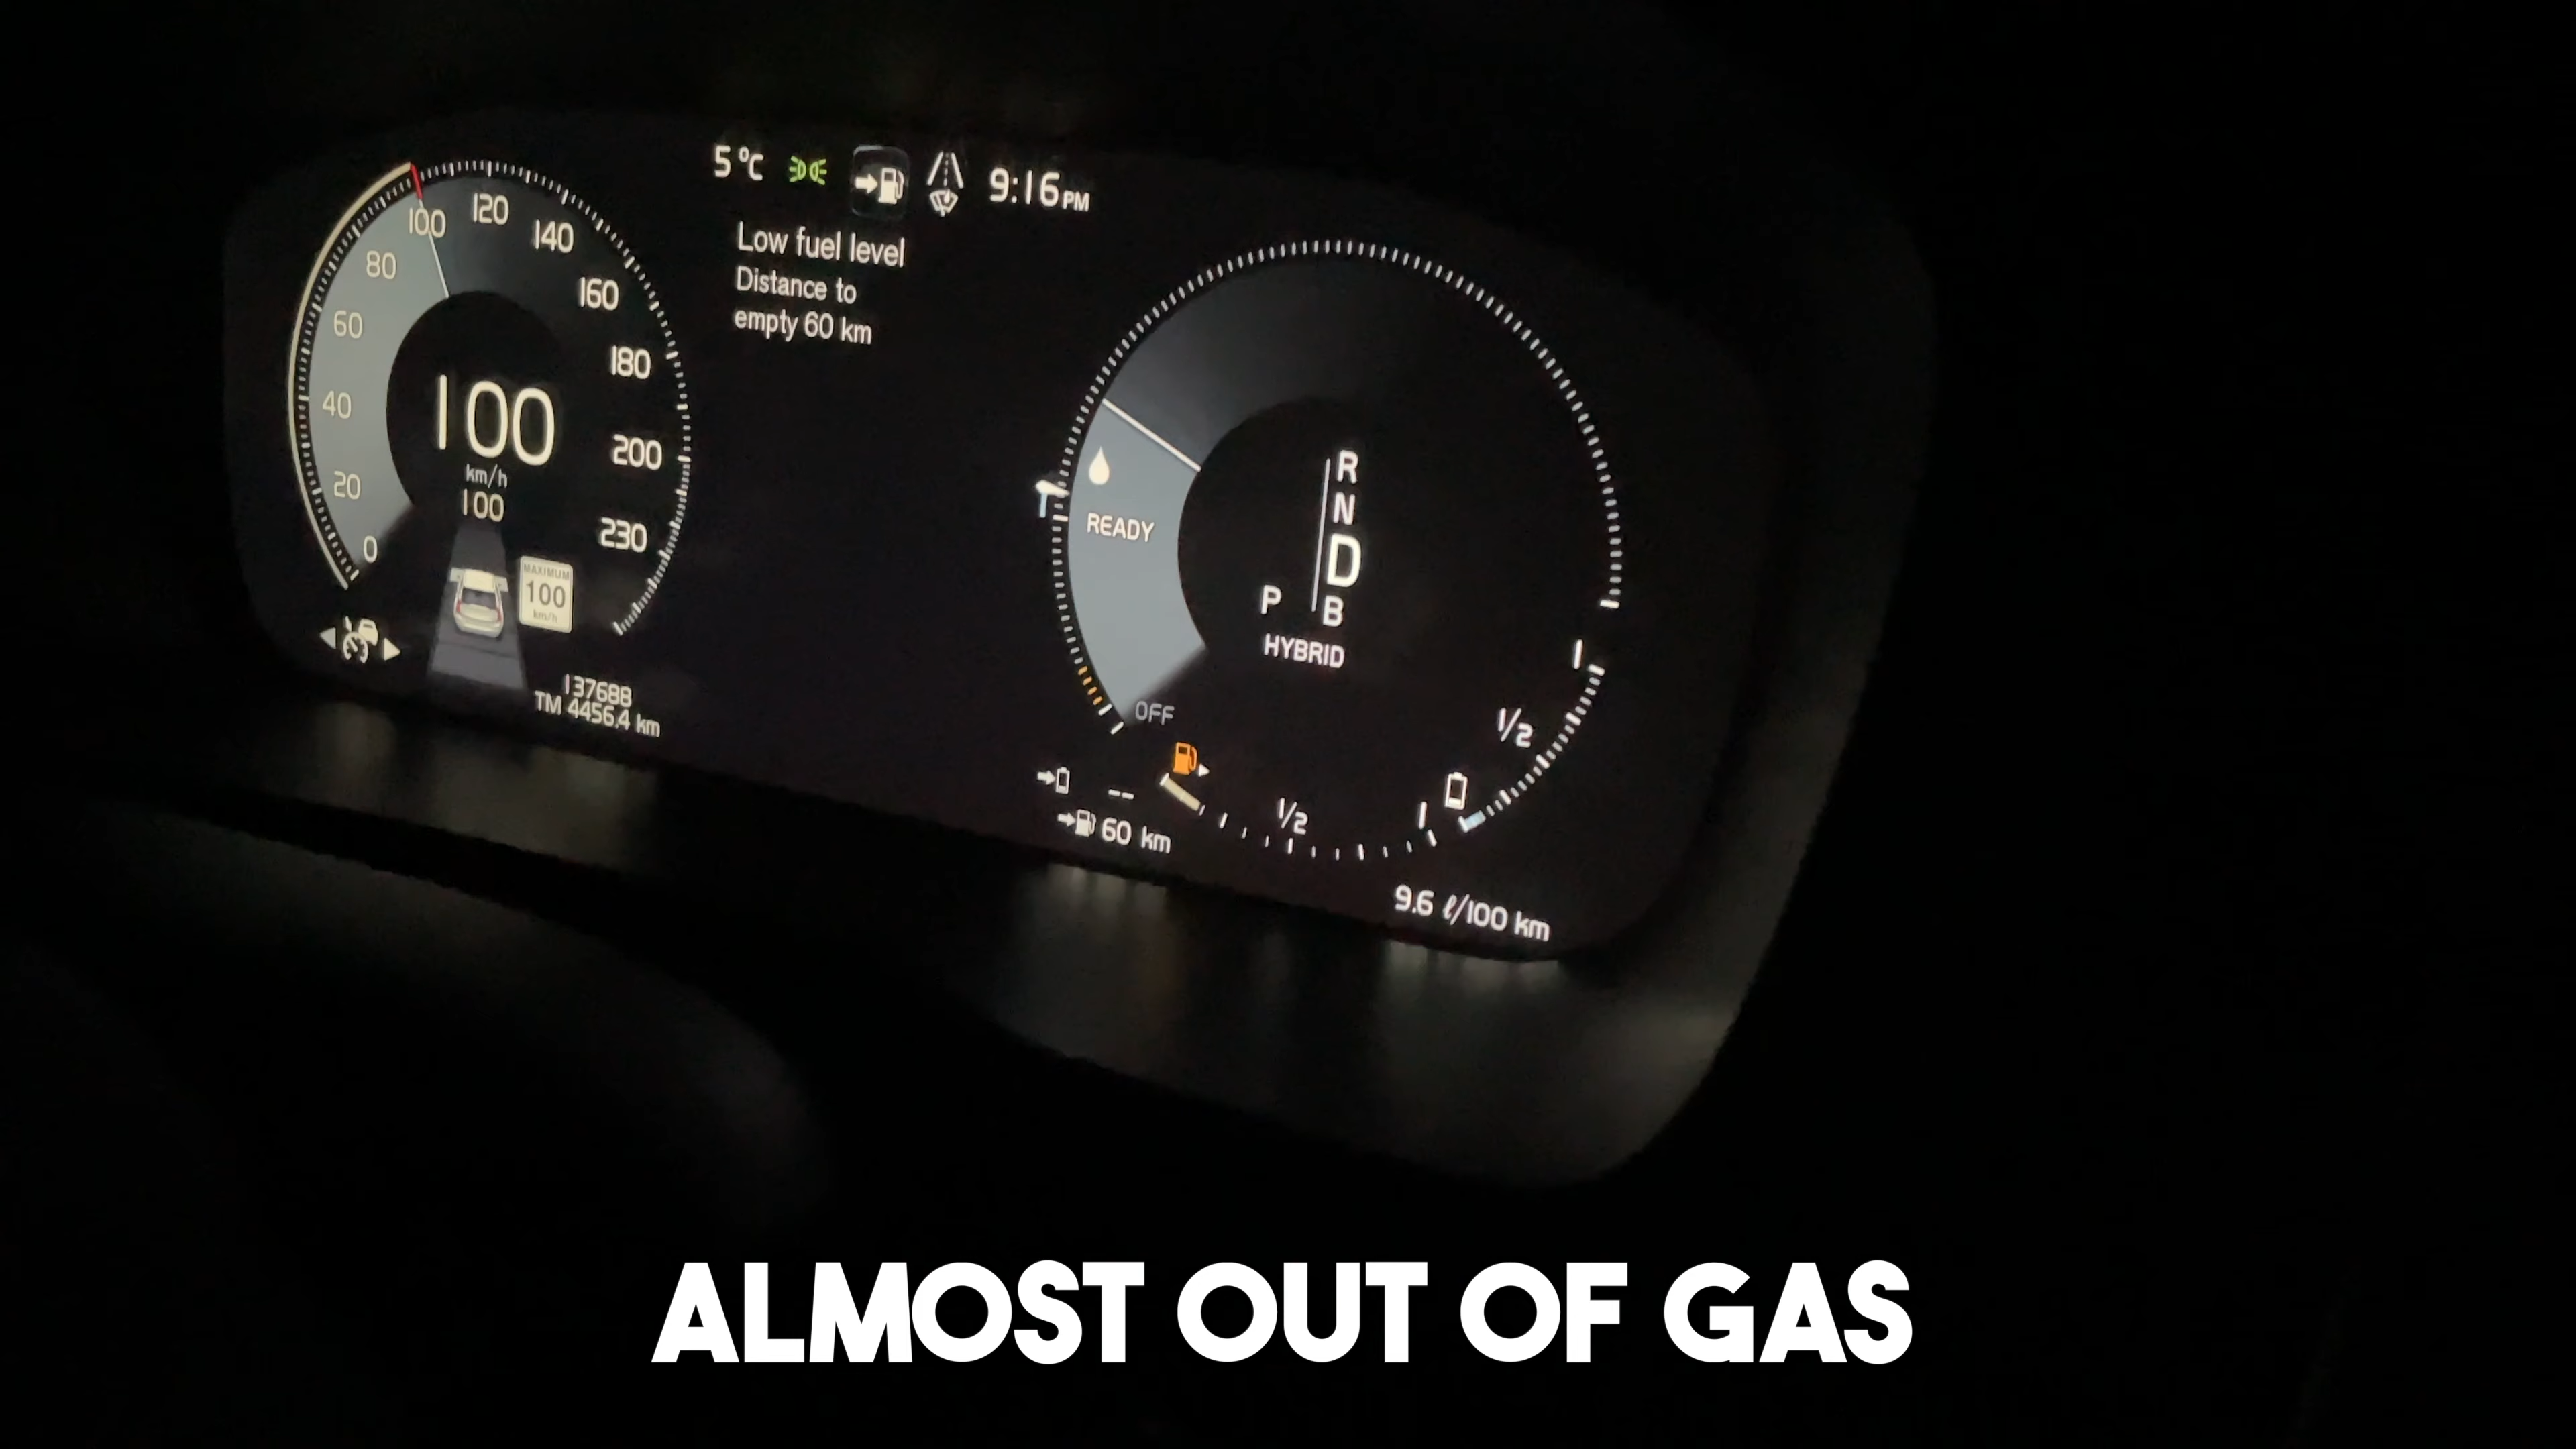 5°C
9:16 PM
Low fuel level
Distance to
empty 60 km
0
20
40
60
80
100
120
140
160
180
200
230
100
km/h
100
MAXIMUM
100
km/h
137688
TM 4456.4 km
READY
OFF
R
N
D
B
P
HYBRID
1
1/2
1/2
1
--
60 km
9.6 ℓ/100 km
ALMOST OUT OF GAS